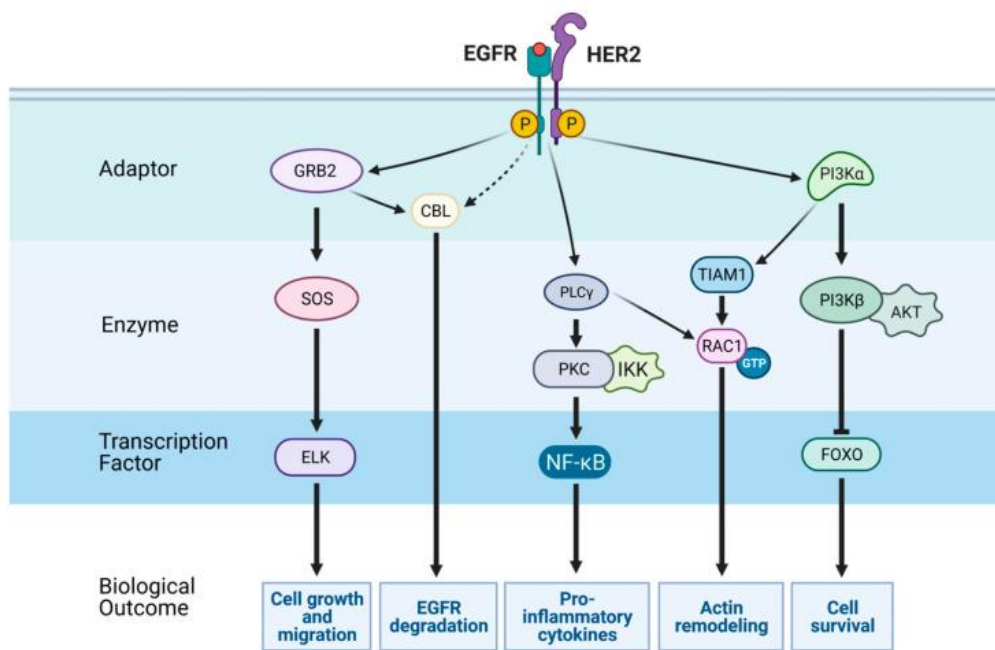 EGFR
HER2
P
P
Adaptor
GRB2
CBL
PI3Kα
Enzyme
SOS
PLCγ
TIAM1
PI3Kβ
AKT
PKC
IKK
RAC1
GTP
Transcription
Factor
ELK
NF-κB
FOXO
Biological
Outcome
Cell growth
and
migration
EGFR
degradation
Pro-
inflammatory
cytokines
Actin
remodeling
Cell
survival